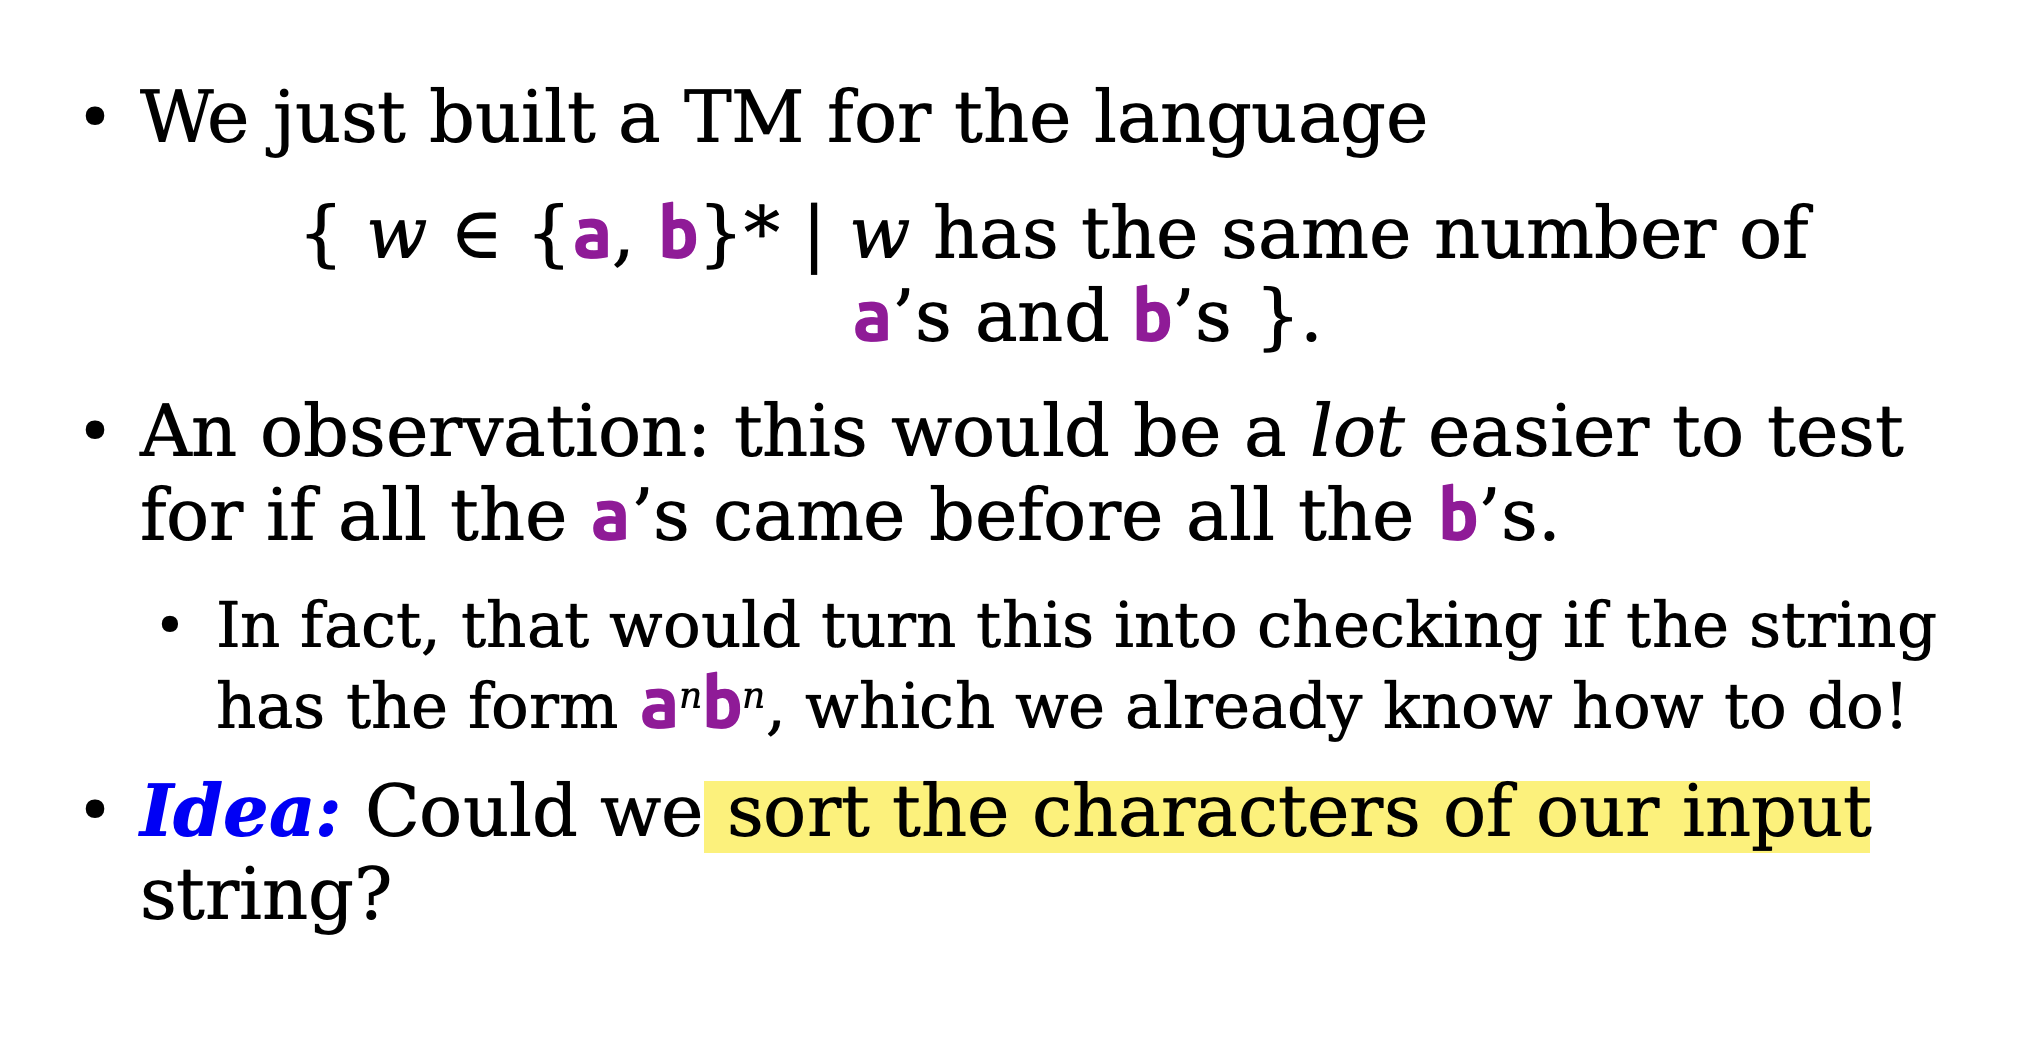 • We just built a TM for the language
{ w ∈ {a, b}* | w has the same number of
a’s and b’s }.
• An observation: this would be a lot easier to test
for if all the a’s came before all the b’s.
• In fact, that would turn this into checking if the string
has the form aⁿbⁿ, which we already know how to do!
• Idea: Could we sort the characters of our input
string?